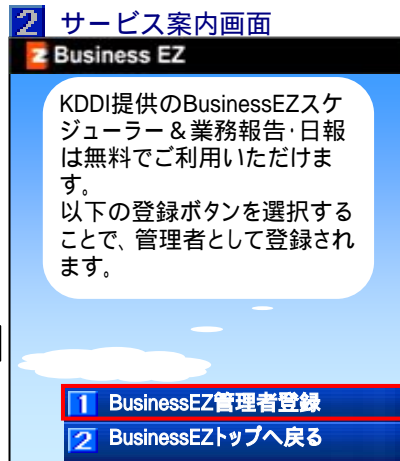 2 サービス案内画面
Business EZ
KDDI提供のBusinessEZスケ
ジューラー＆業務報告・日報
は無料でご利用いただけま
す。
以下の登録ボタンを選択する
ことで、管理者として登録され
ます。
1 BusinessEZ管理者登録
2 BusinessEZトップへ戻る